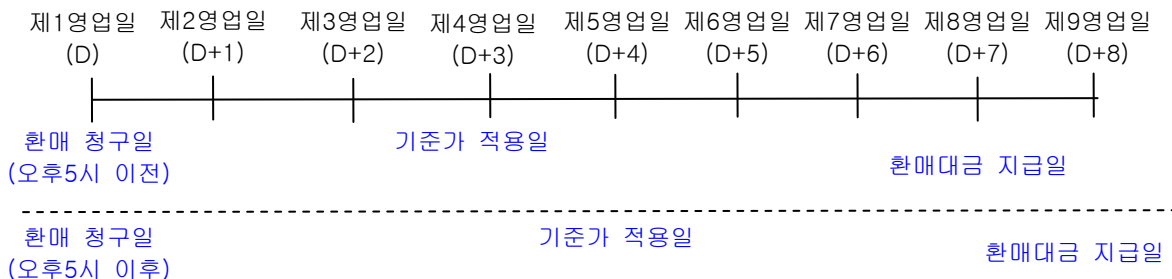 제1영업일 제2영업일 제3영업일 제4영업일 제5영업일 제6영업일 제7영업일 제8영업일 제9영업일
(D) (D+1) (D+2) (D+3) (D+4) (D+5) (D+6) (D+7) (D+8)
환매 청구일 기준가 적용일
(오후5시 이전) 환매대금 지급일
환매 청구일 기준가 적용일
(오후5시 이후) 환매대금 지급일